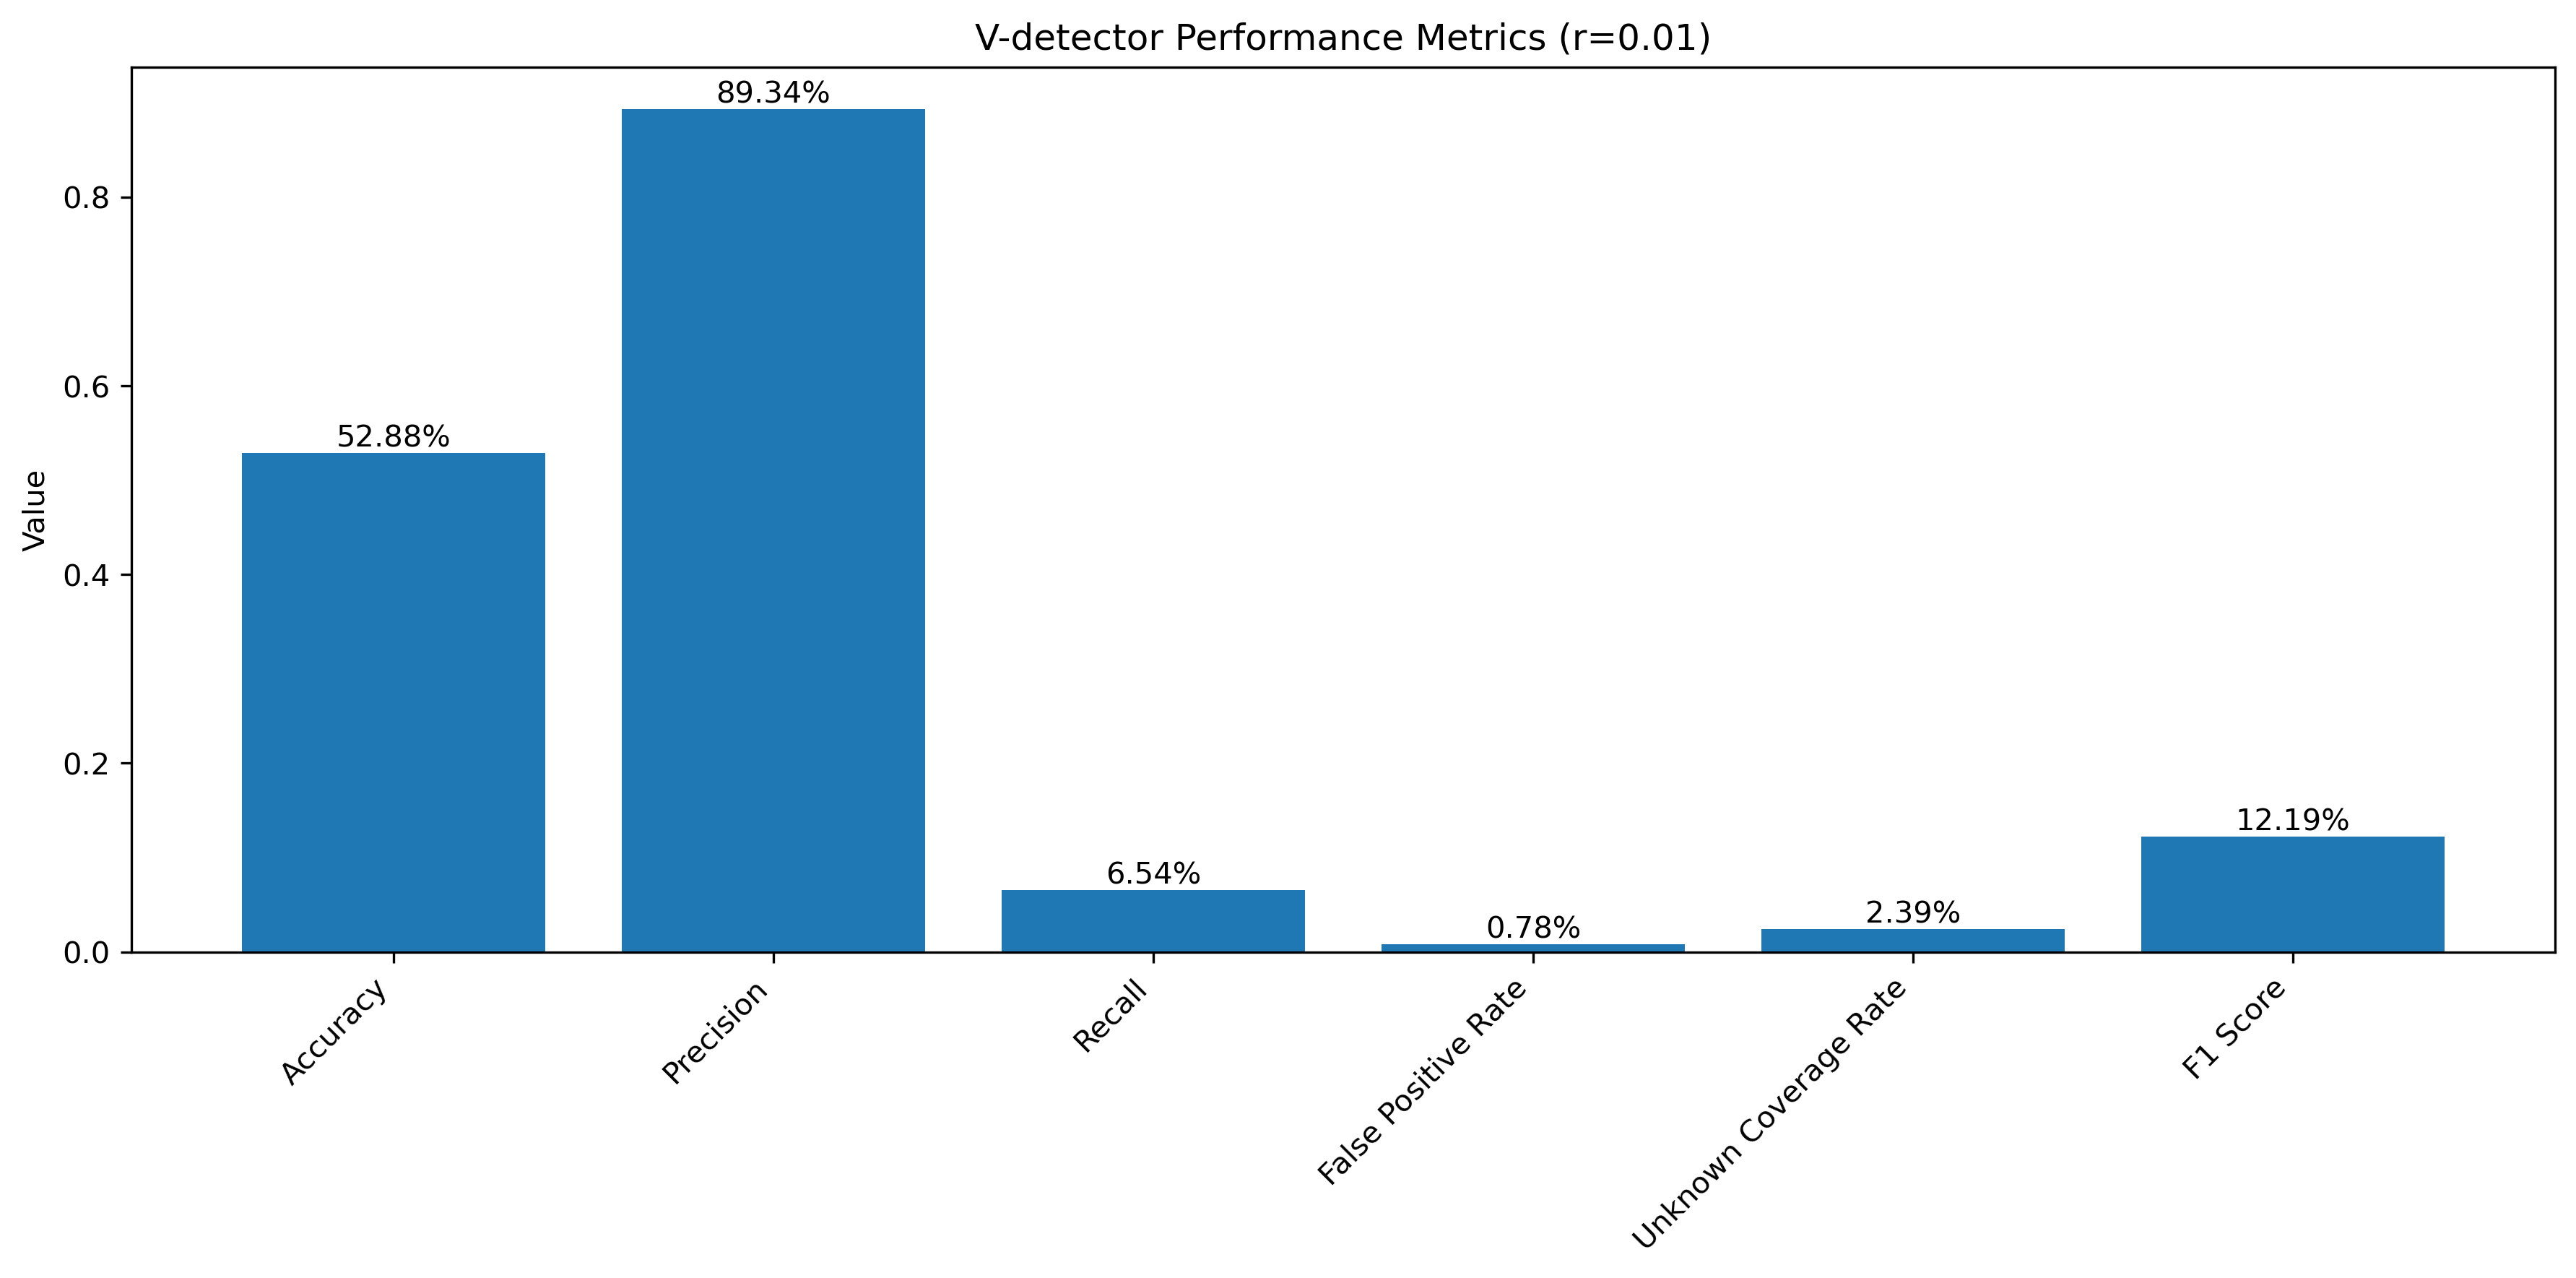 V-detector Performance Metrics (r=0.01)
Value
0.8
0.6
0.4
0.2
0.0
52.88%
89.34%
6.54%
0.78%
2.39%
12.19%
Accuracy
Precision
Recall
False Positive Rate
Unknown Coverage Rate
F1 Score